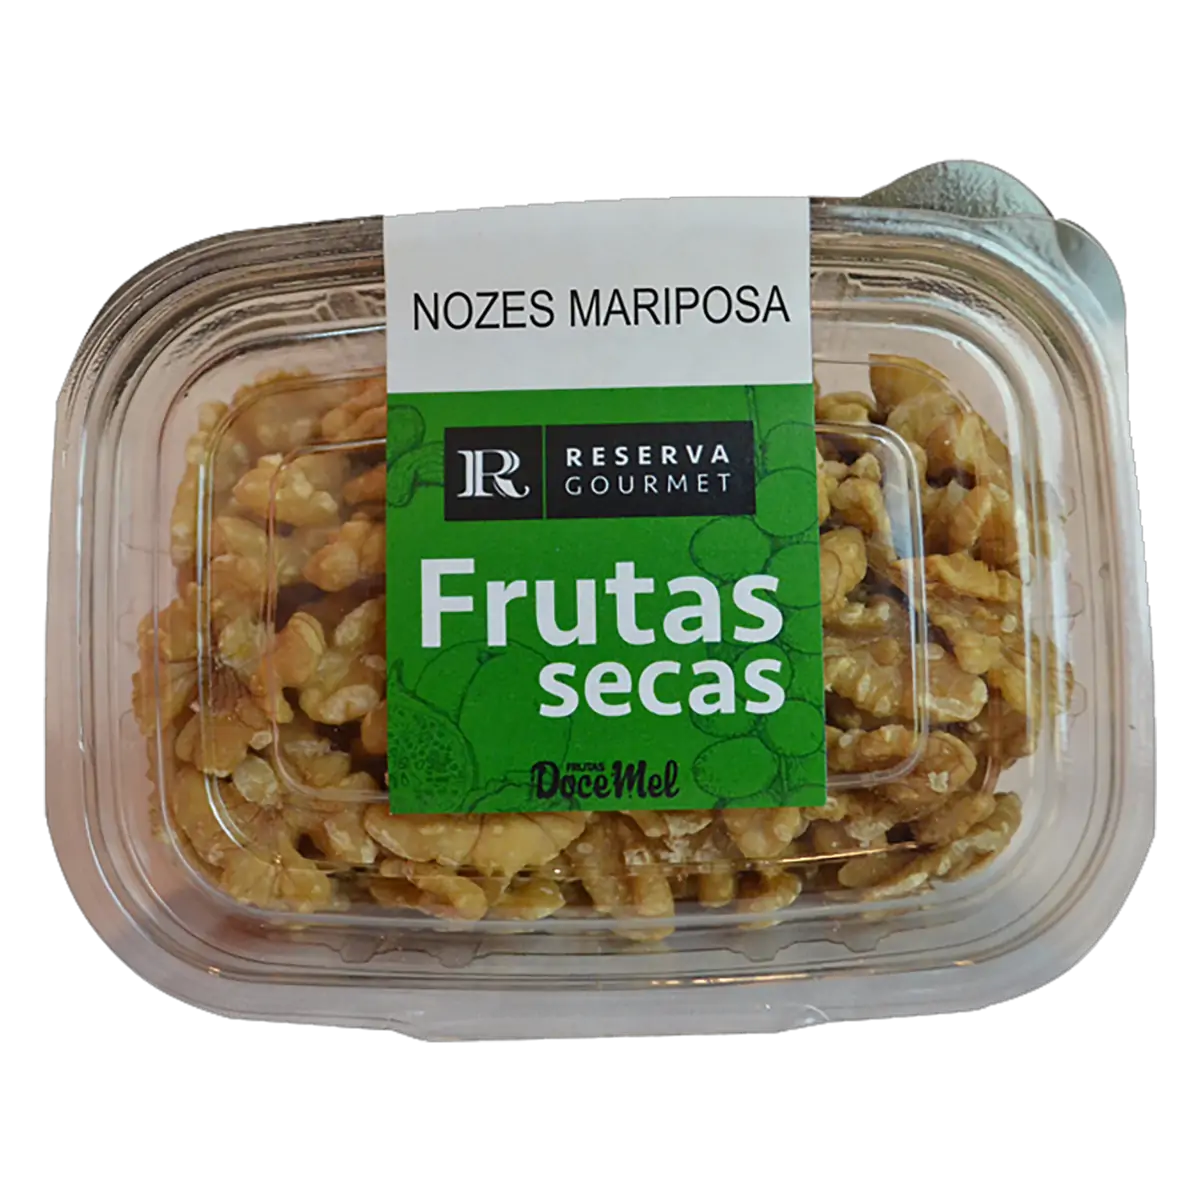 NOZES MARIPOSA
R
RESERVA
GOURMET
Frutas
secas
FRUTAS
DoceMel